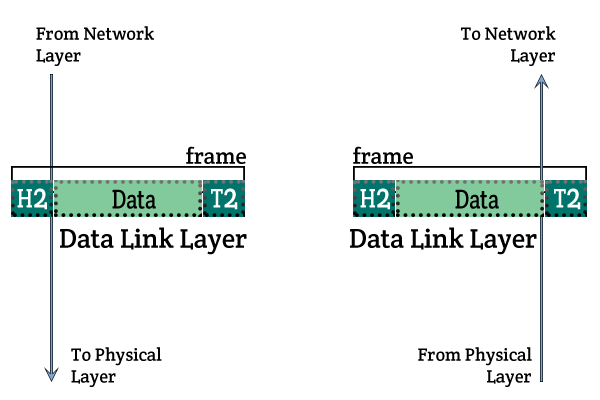 From Network
Layer
To Network
Layer
frame
frame
H2 Data T2
H2 Data T2
Data Link Layer
Data Link Layer
To Physical
Layer
From Physical
Layer